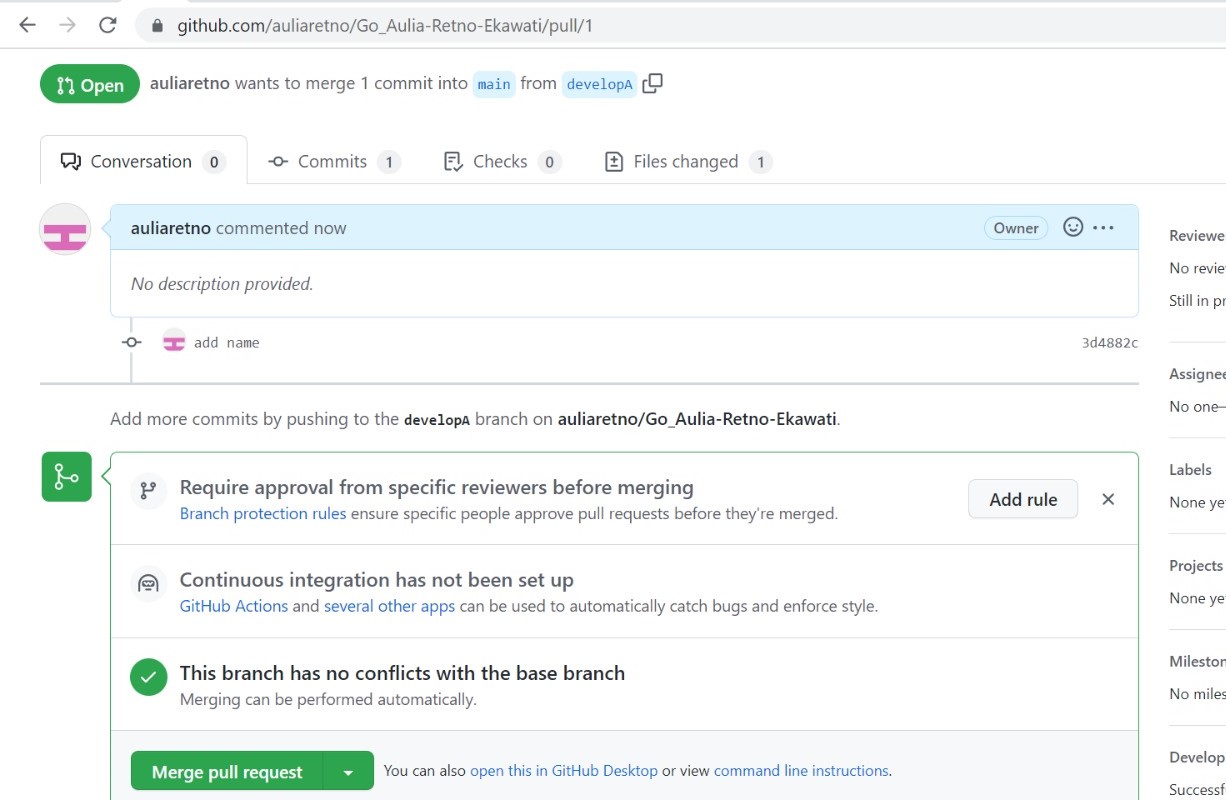 github.com/auliaretno/Go_Aulia-Retno-Ekawati/pull/1
Open auliaretno wants to merge 1 commit into main from developA
Conversation 0 Commits 1 Checks 0 Files changed 1
auliaretno commented now Owner
No description provided.
add name 3d4882c
Add more commits by pushing to the developA branch on auliaretno/Go_Aulia-Retno-Ekawati.
Require approval from specific reviewers before merging
Branch protection rules ensure specific people approve pull requests before they're merged.
Add rule
Continuous integration has not been set up
GitHub Actions and several other apps can be used to automatically catch bugs and enforce style.
This branch has no conflicts with the base branch
Merging can be performed automatically.
Merge pull request You can also open this in GitHub Desktop or view command line instructions.
Reviewe
No revie
Still in pr
Assignee
No one—
Labels
None ye
Projects
None ye
Mileston
No miles
Develop
Successf